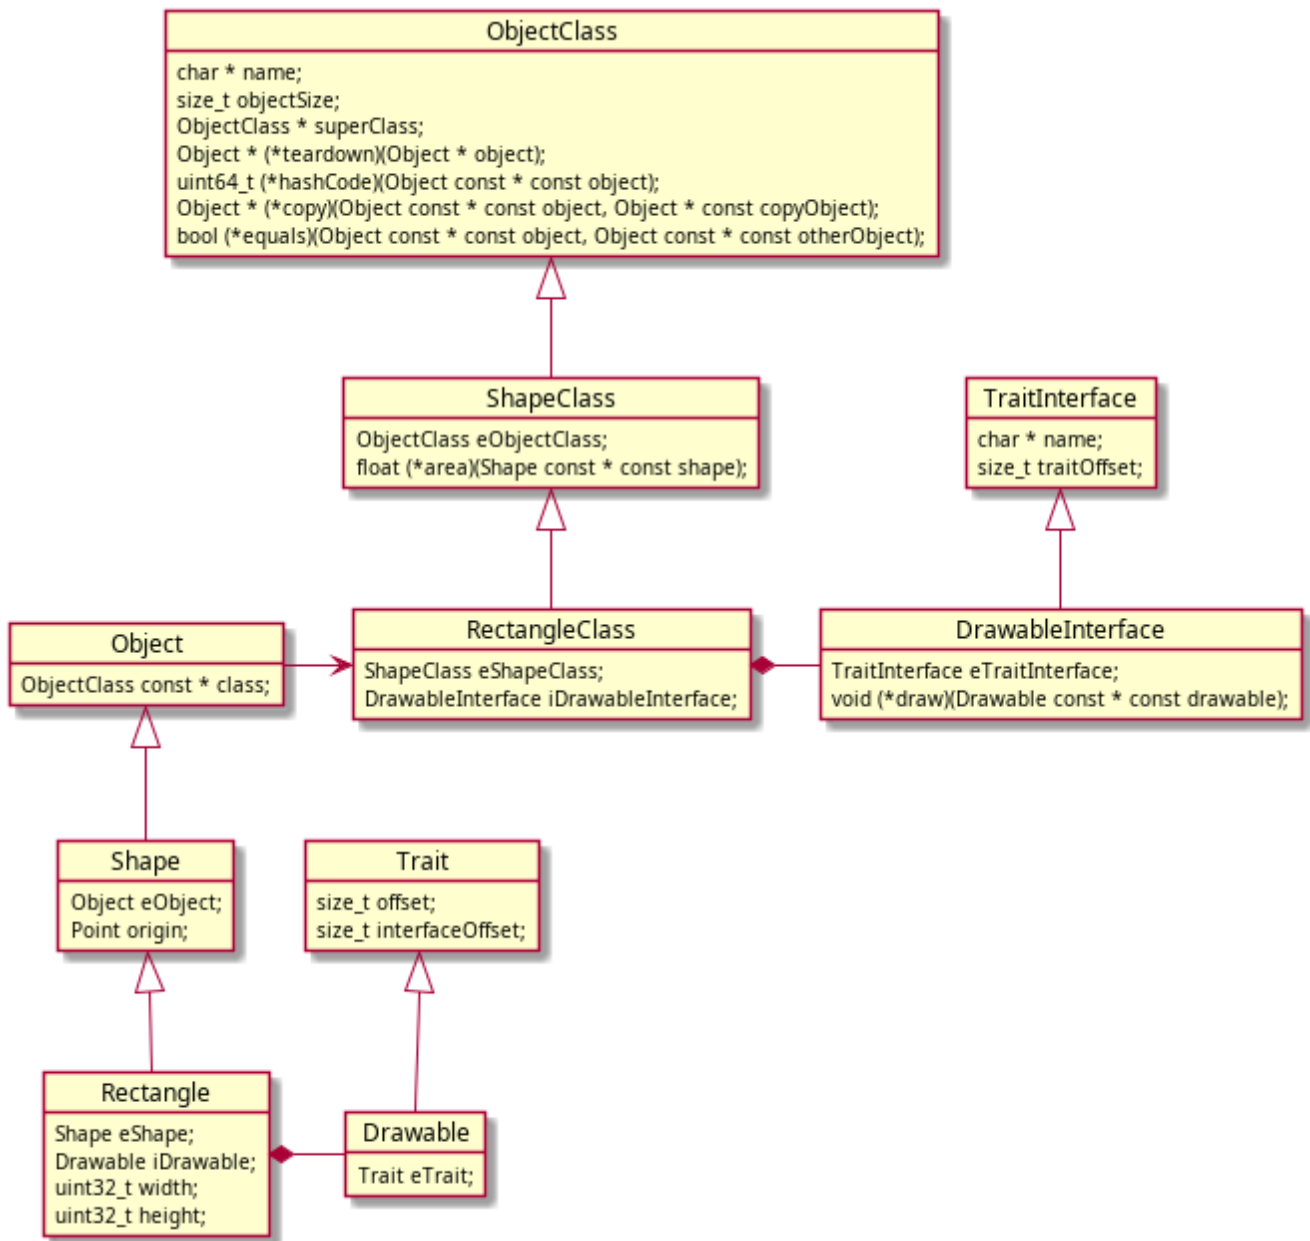 ObjectClass
char * name;
size_t objectSize;
ObjectClass * superClass;
Object * (*teardown)(Object * object);
uint64_t (*hashCode)(Object const * const object);
Object * (*copy)(Object const * const object, Object * const copyObject);
bool (*equals)(Object const * const object, Object const * const otherObject);
ShapeClass
ObjectClass eObjectClass;
float (*area)(Shape const * const shape);
TraitInterface
char * name;
size_t traitOffset;
Object
ObjectClass const * class;
RectangleClass
ShapeClass eShapeClass;
DrawableInterface iDrawableInterface;
DrawableInterface
TraitInterface eTraitInterface;
void (*draw)(Drawable const * const drawable);
Shape
Object eObject;
Point origin;
Trait
size_t offset;
size_t interfaceOffset;
Rectangle
Shape eShape;
Drawable iDrawable;
uint32_t width;
uint32_t height;
Drawable
Trait eTrait;